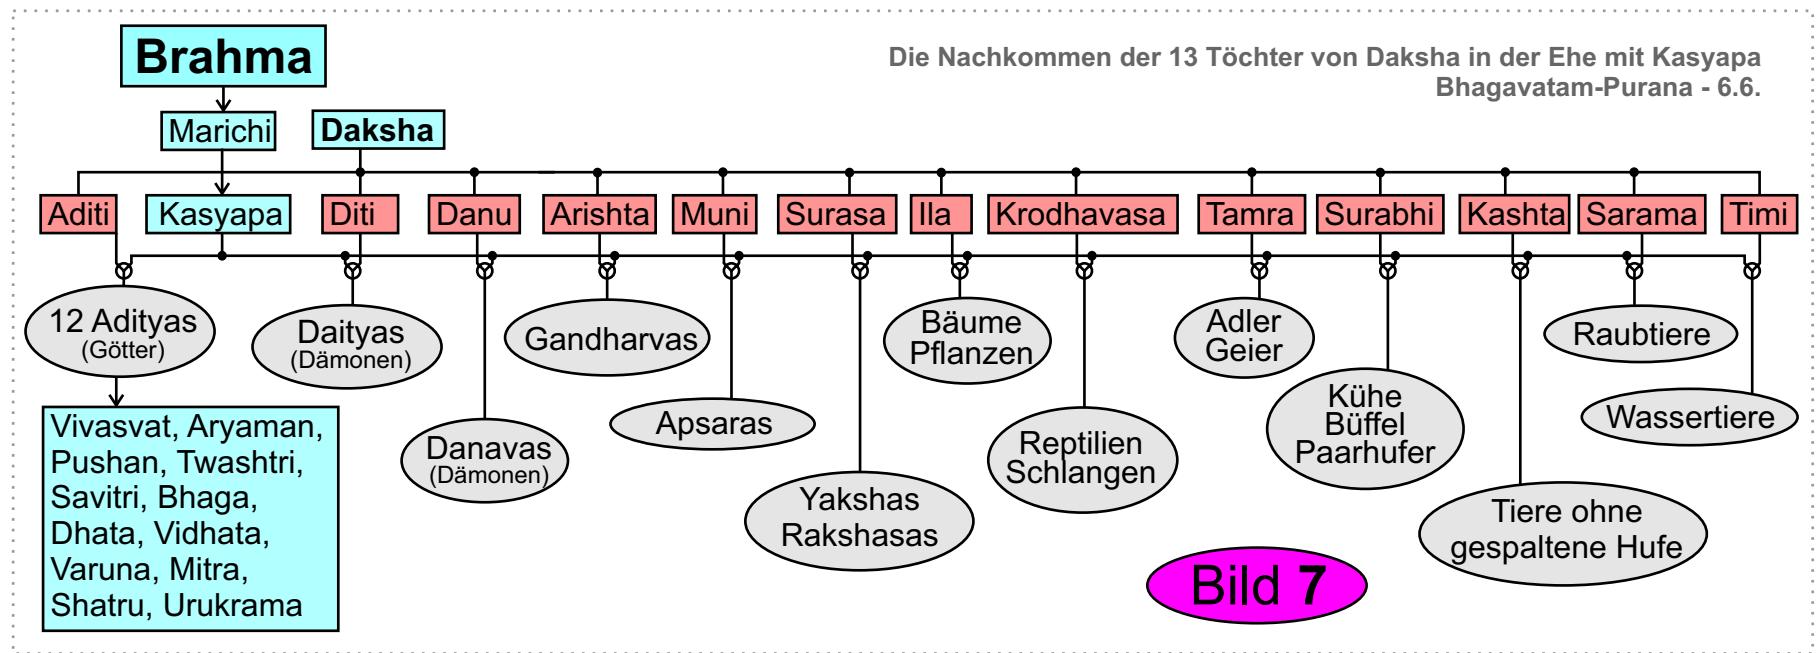 Brahma
Die Nachkommen der 13 Töchter von Daksha in der Ehe mit Kasyapa
Bhagavatam-Purana - 6.6.
Marichi
Daksha
Aditi
Kasyapa
Diti
Danu
Arishta
Muni
Surasa
Ila
Krodhavasa
Tamra
Surabhi
Kashta
Sarama
Timi
12 Adityas
(Götter)
Daityas
(Dämonen)
Gandharvas
Bäume
Pflanzen
Adler
Geier
Raubtiere
Vivasvat, Aryaman,
Pushan, Twashtri,
Savitri, Bhaga,
Dhata, Vidhata,
Varuna, Mitra,
Shatru, Urukrama
Danavas
(Dämonen)
Apsaras
Yakshas
Rakshasas
Reptilien
Schlangen
Kühe
Büffel
Paarhufer
Wassertiere
Tiere ohne
gespaltene Hufe
Bild 7